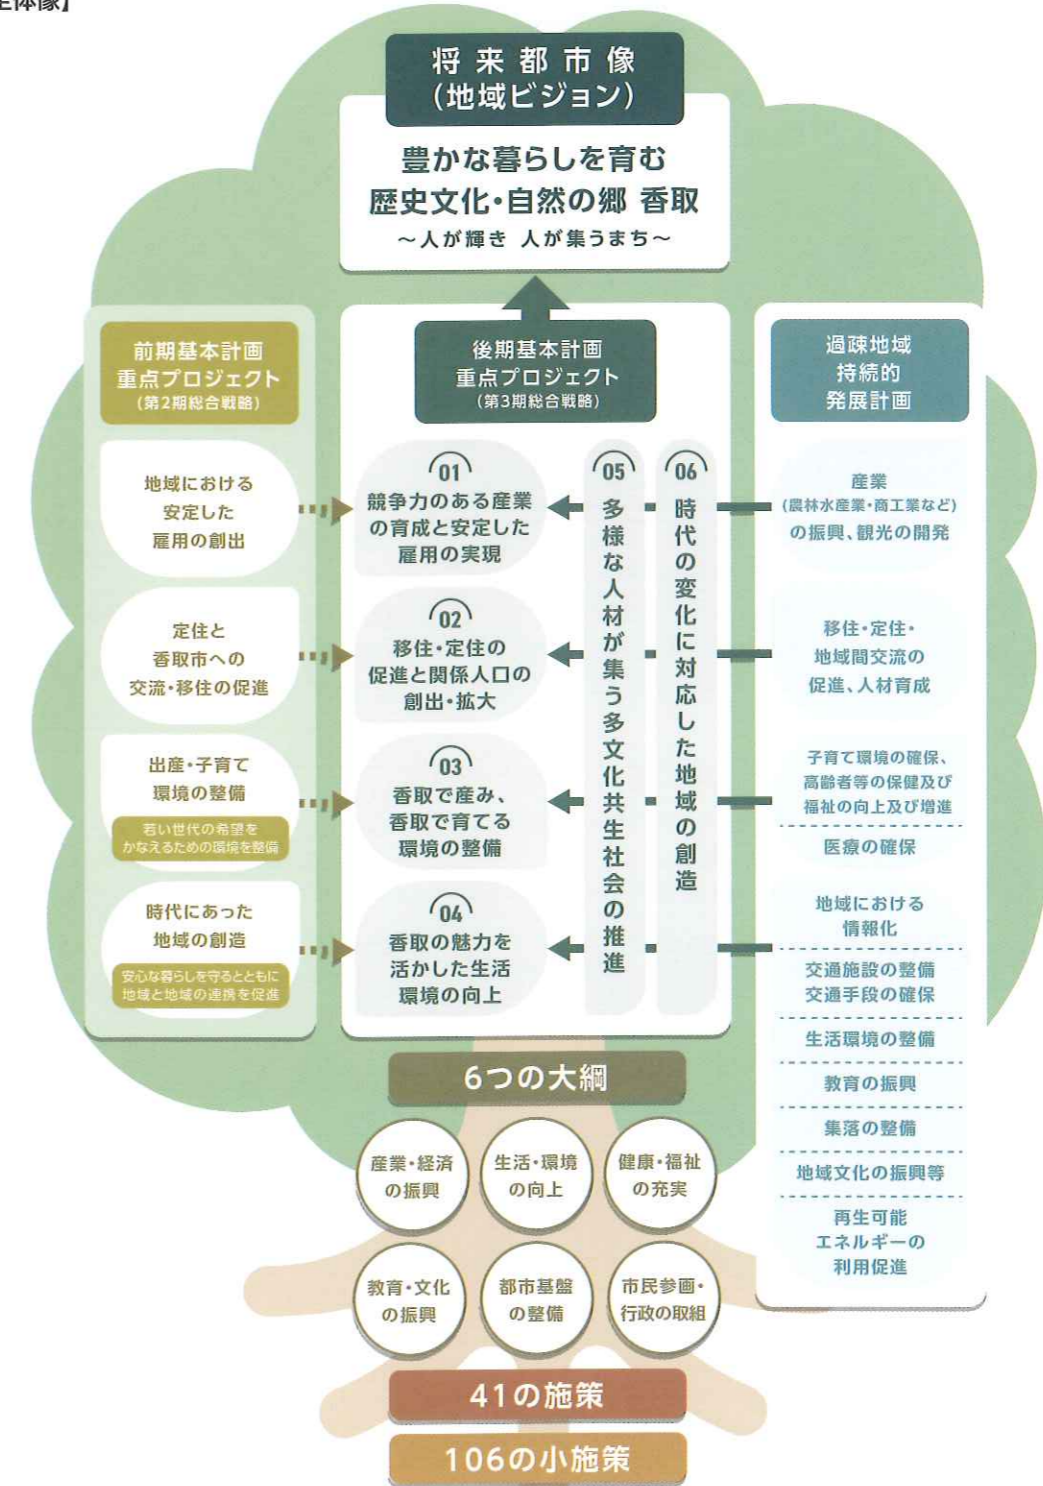 全体像】
将来都市像
(地域ビジョン)
豊かな暮らしを育む
歴史文化・自然の郷 香取
～人が輝き 人が集うまち～
前期基本計画
重点プロジェクト
(第2期総合戦略)
地域における
安定した
雇用の創出
定住と
香取市への
交流・移住の促進
出産・子育て
環境の整備
若い世代の希望を
かなえるための環境を整備
時代にあった
地域の創造
安心な暮らしを守るとともに
地域と地域の連携を促進
後期基本計画
重点プロジェクト
(第3期総合戦略)
01
競争力のある産業
の育成と安定した
雇用の実現
02
移住・定住の
促進と関係人口の
創出・拡大
03
香取で産み、
香取で育てる
環境の整備
04
香取の魅力を
活かした生活
環境の向上
05
多様な人材が集う多文化共生社会の推進
06
時代の変化に対応した地域の創造
過疎地域
持続的
発展計画
産業
(農林水産業・商工業など)
の振興、観光の開発
移住・定住・
地域間交流の
促進、人材育成
子育て環境の確保、
高齢者等の保健及び
福祉の向上及び増進
医療の確保
地域における
情報化
交通施設の整備
交通手段の確保
生活環境の整備
教育の振興
集落の整備
地域文化の振興等
再生可能
エネルギーの
利用促進
6つの大綱
産業・経済
の振興
生活・環境
の向上
健康・福祉
の充実
教育・文化
の振興
都市基盤
の整備
市民参画・
行政の取組
41の施策
106の小施策